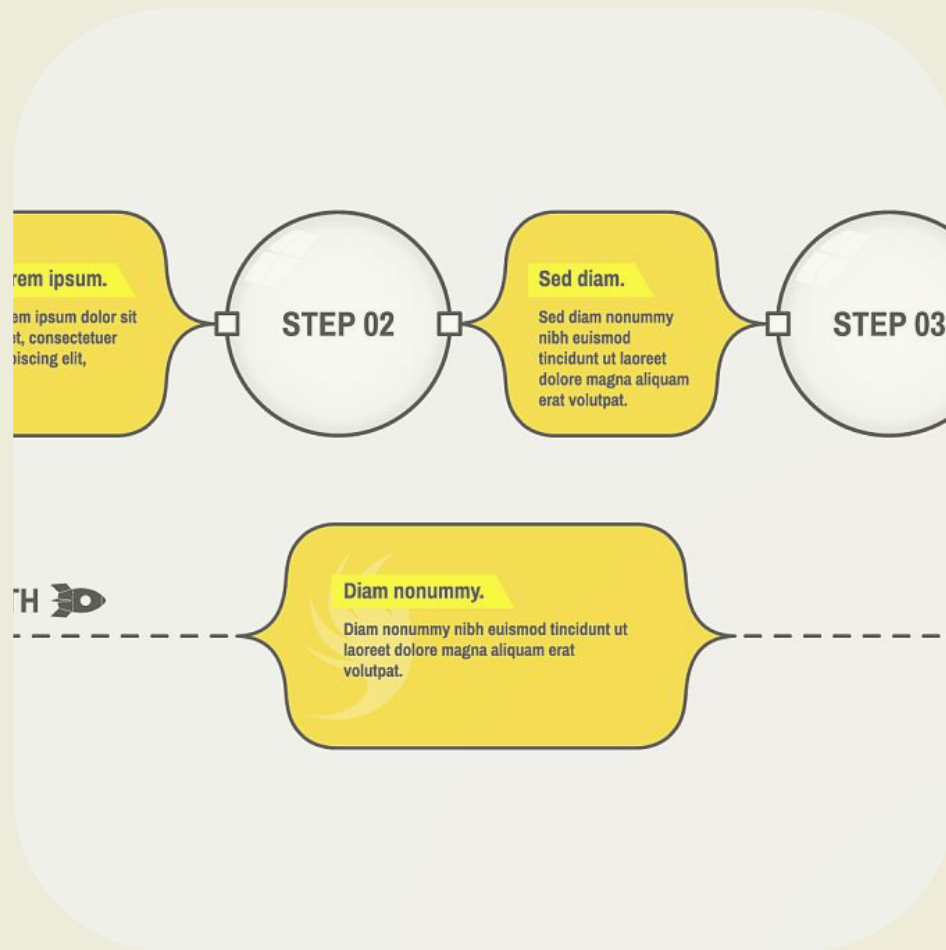 rem ipsum.
em ipsum dolor sit
et, consectetuer
piscing elit,
STEP 02
Sed diam.
Sed diam nonummy
nibh euismod
tincidunt ut laoreet
dolore magna aliquam
erat volutpat.
STEP 03
TH
Diam nonummy.
Diam nonummy nibh euismod tincidunt ut
laoreet dolore magna aliquam erat
volutpat.